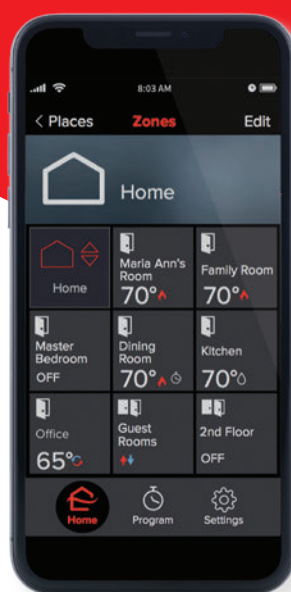 8:03 AM
< Places
Zones
Edit
Home
Home
Maria Ann's
Room
70°
Family Room
70°
Master
Bedroom
OFF
Dining
Room
70°
Kitchen
70°
Office
65°
Guest
Rooms
2nd Floor
OFF
Home
Program
Settings